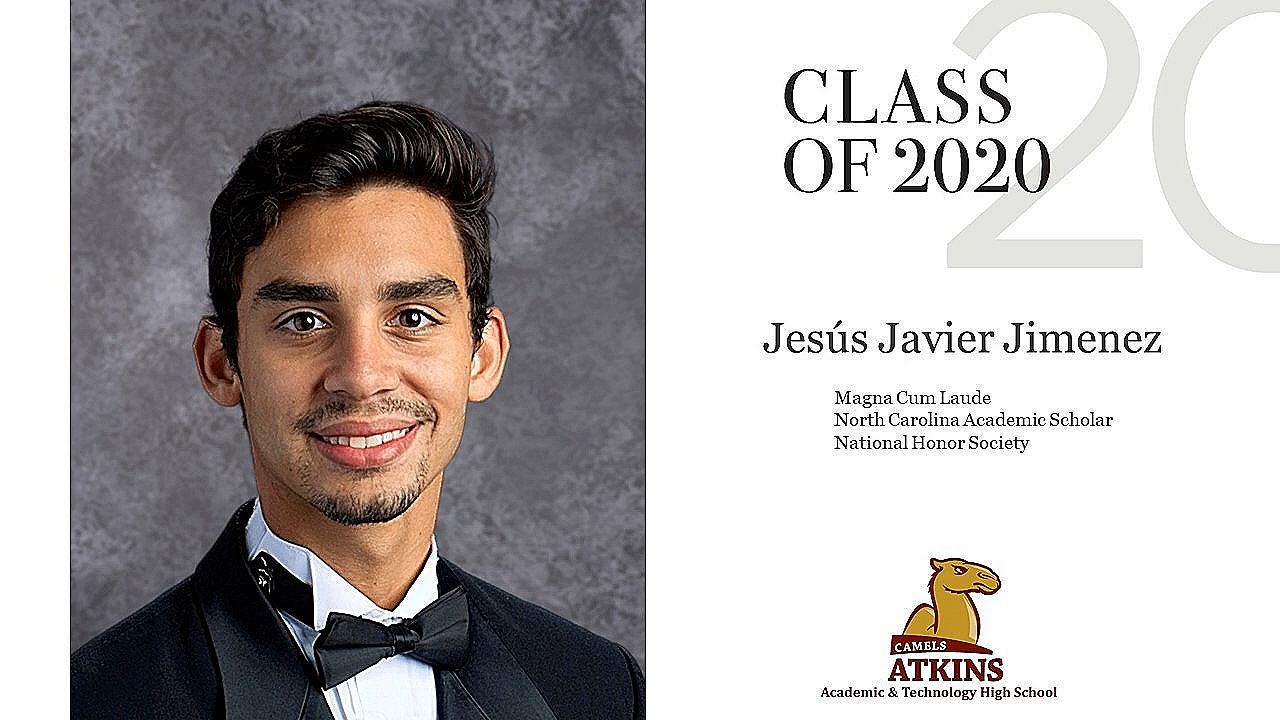 20
CLASS
OF 2020
Jesús Javier Jimenez
Magna Cum Laude
North Carolina Academic Scholar
National Honor Society
CAMELS
ATKINS
Academic & Technology High School